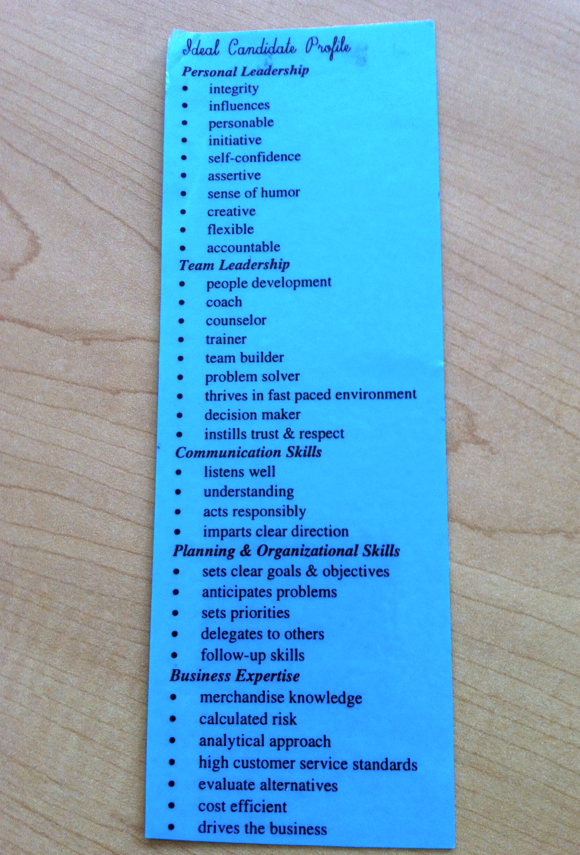 Ideal Candidate Profile
Personal Leadership
• integrity
• influences
• personable
• initiative
• self-confidence
• assertive
• sense of humor
• creative
• flexible
• accountable
Team Leadership
• people development
• coach
• counselor
• trainer
• team builder
• problem solver
• thrives in fast paced environment
• decision maker
• instills trust & respect
Communication Skills
• listens well
• understanding
• acts responsibly
• imparts clear direction
Planning & Organizational Skills
• sets clear goals & objectives
• anticipates problems
• sets priorities
• delegates to others
• follow-up skills
Business Expertise
• merchandise knowledge
• calculated risk
• analytical approach
• high customer service standards
• evaluate alternatives
• cost efficient
• drives the business